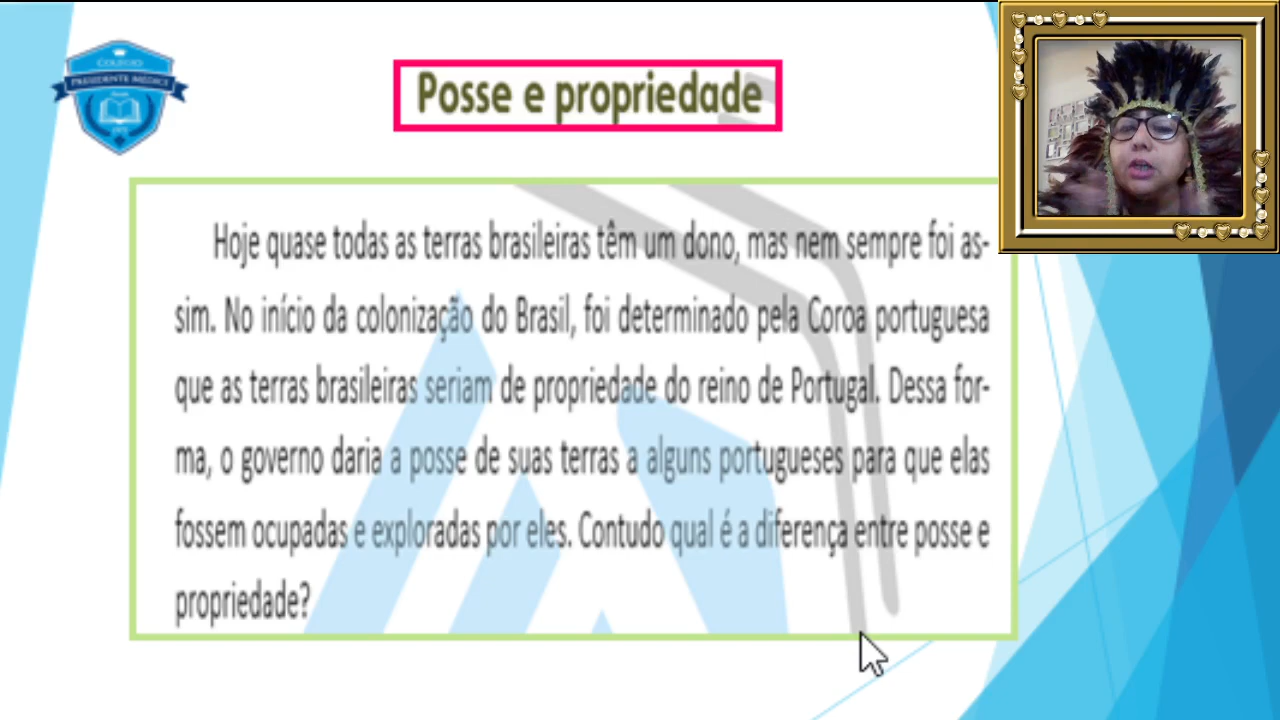 COLÉGIO
PRESIDENTE MÉDICI
Posse e propriedade
Hoje quase todas as terras brasileiras têm um dono, mas nem sempre foi as-
sim. No início da colonização do Brasil, foi determinado pela Coroa portuguesa
que as terras brasileiras seriam de propriedade do reino de Portugal. Dessa for-
ma, o governo daria a posse de suas terras a alguns portugueses para que elas
fossem ocupadas e exploradas por eles. Contudo qual é a diferença entre posse e
propriedade?